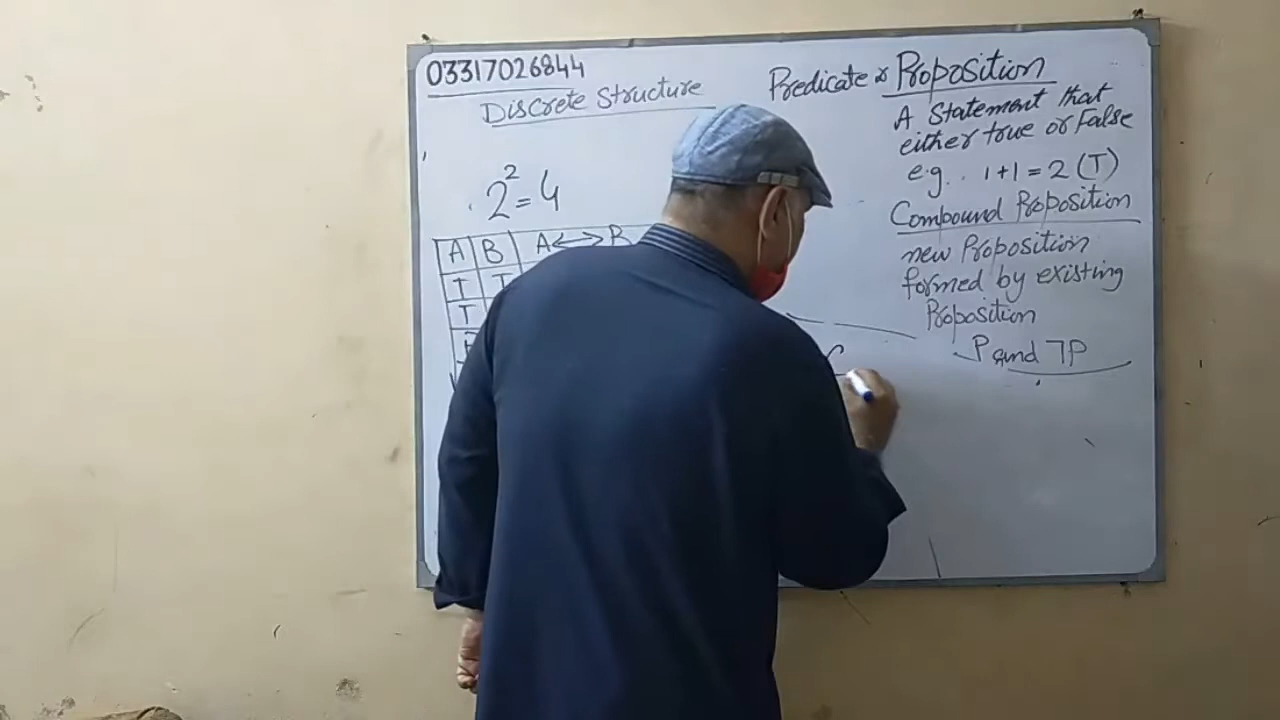 03317026844
Discrete Structure
2² = 4
A B A ↔ B
T T
T
Predicate or Proposition
A Statement that
either true or False
e.g. 1+1 = 2 (T)
Compound Proposition
new Proposition
formed by existing
Proposition
P and ¬P